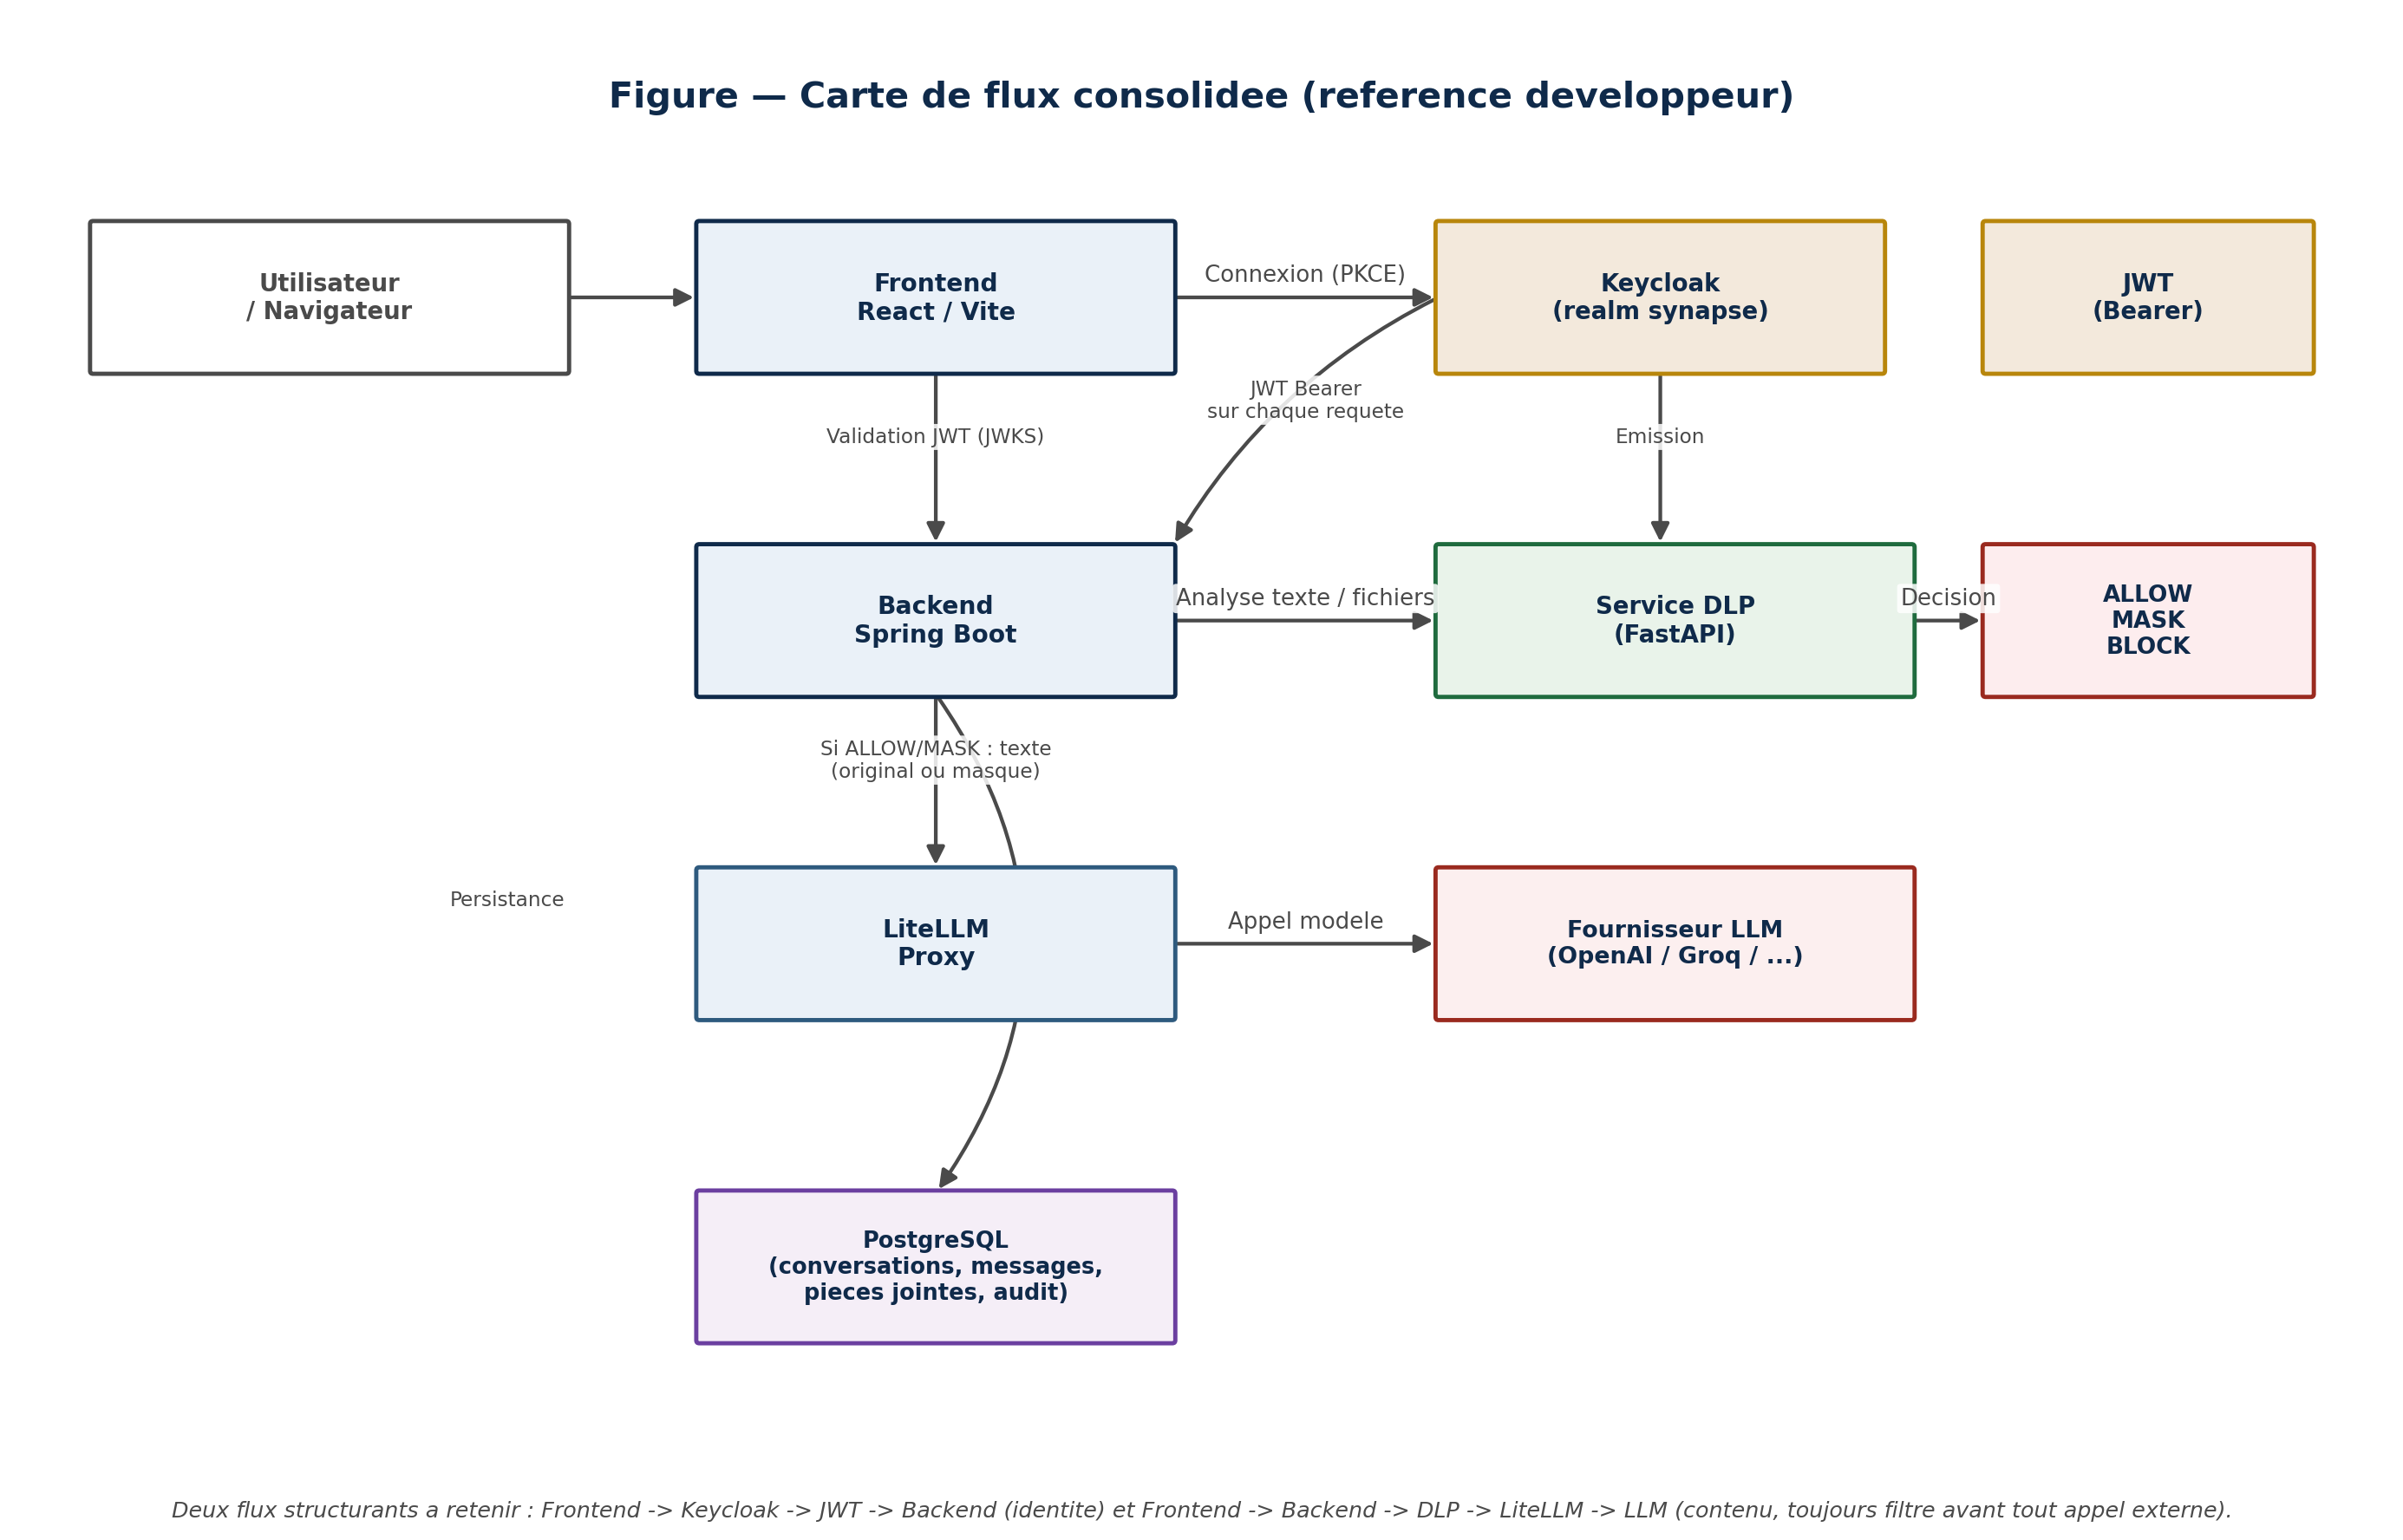 Figure — Carte de flux consolidee (reference developpeur)
Utilisateur
/ Navigateur
Frontend
React / Vite
Connexion (PKCE)
Keycloak
(realm synapse)
JWT
(Bearer)
JWT Bearer
sur chaque requete
Validation JWT (JWKS)
Emission
Backend
Spring Boot
Analyse texte / fichiers
Service DLP
(FastAPI)
Decision
ALLOW
MASK
BLOCK
Si ALLOW/MASK : texte
(original ou masque)
Persistance
LiteLLM
Proxy
Appel modele
Fournisseur LLM
(OpenAI / Groq / ...)
PostgreSQL
(conversations, messages,
pieces jointes, audit)
Deux flux structurants a retenir : Frontend -> Keycloak -> JWT -> Backend (identite) et Frontend -> Backend -> DLP -> LiteLLM -> LLM (contenu, toujours filtre avant tout appel externe).